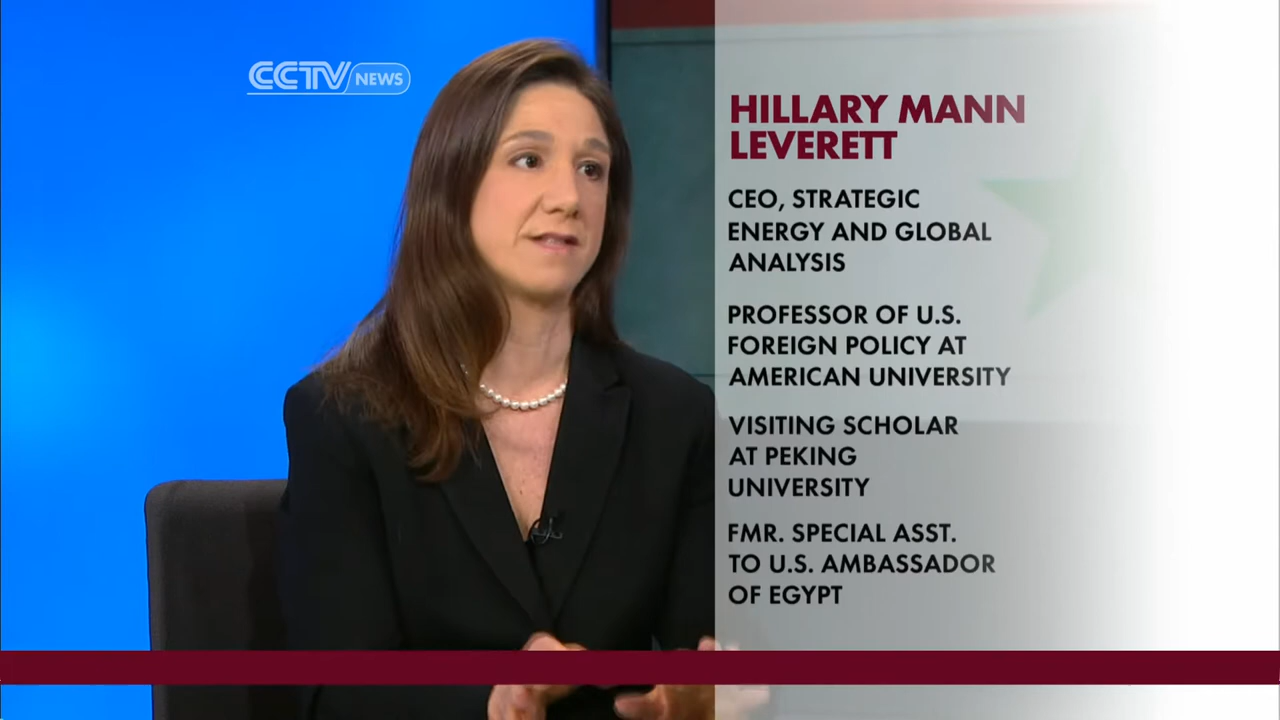 CCTV NEWS
HILLARY MANN
LEVERETT
CEO, STRATEGIC
ENERGY AND GLOBAL
ANALYSIS
PROFESSOR OF U.S.
FOREIGN POLICY AT
AMERICAN UNIVERSITY
VISITING SCHOLAR
AT PEKING
UNIVERSITY
FMR. SPECIAL ASST.
TO U.S. AMBASSADOR
OF EGYPT